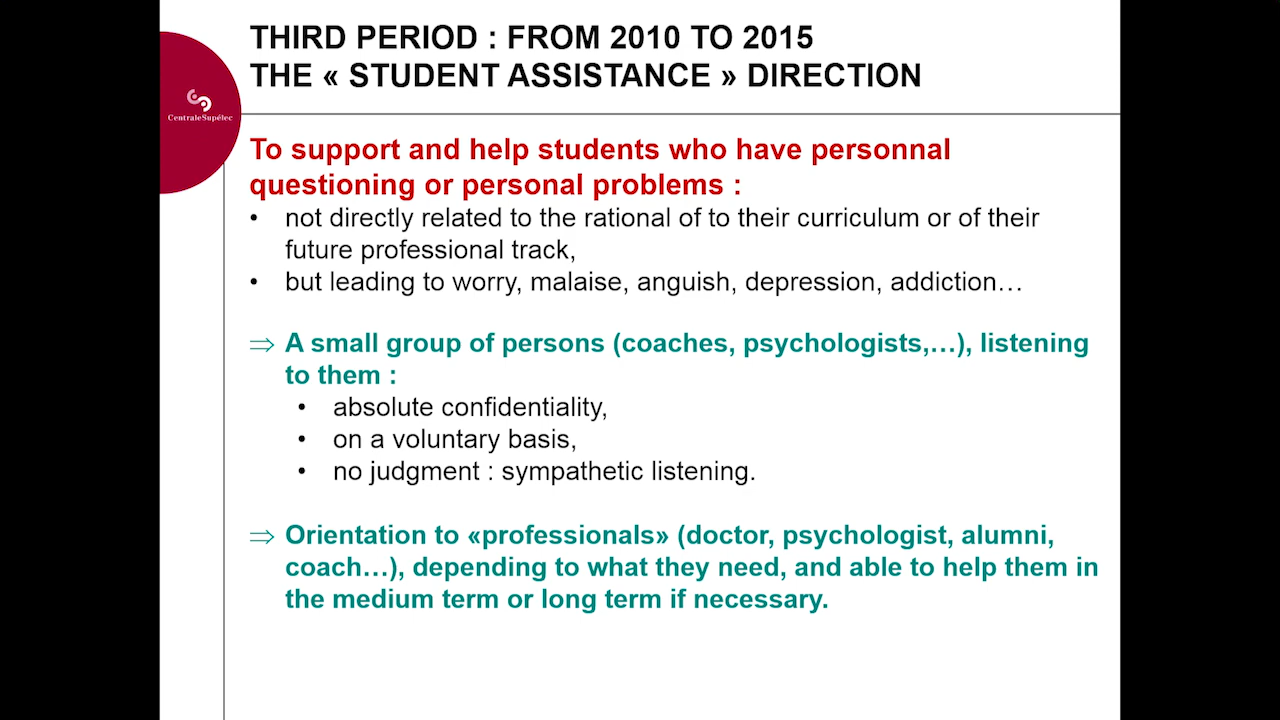 THIRD PERIOD : FROM 2010 TO 2015
THE « STUDENT ASSISTANCE » DIRECTION
CentraleSupélec
To support and help students who have personnal
questioning or personal problems :
• not directly related to the rational of to their curriculum or of their
future professional track,
• but leading to worry, malaise, anguish, depression, addiction…
⇒ A small group of persons (coaches, psychologists,…), listening
to them :
• absolute confidentiality,
• on a voluntary basis,
• no judgment : sympathetic listening.
⇒ Orientation to «professionals» (doctor, psychologist, alumni,
coach…), depending to what they need, and able to help them in
the medium term or long term if necessary.